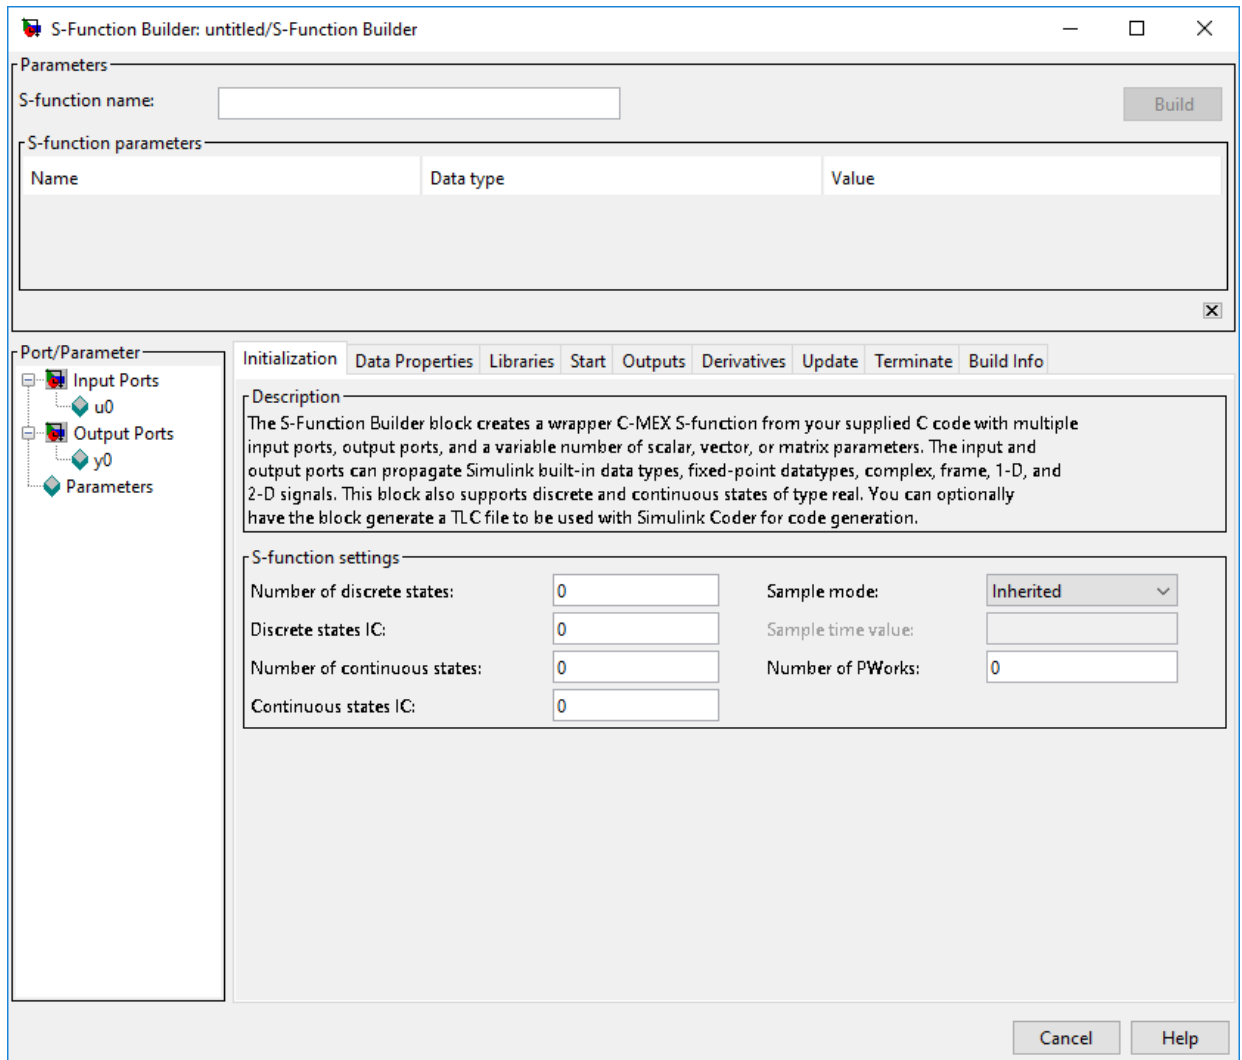 S-Function Builder: untitled/S-Function Builder
Parameters
S-function name:
Build
S-function parameters
Name Data type Value
Port/Parameter
Input Ports
u0
Output Ports
y0
Parameters
Initialization Data Properties Libraries Start Outputs Derivatives Update Terminate Build Info
Description
The S-Function Builder block creates a wrapper C-MEX S-function from your supplied C code with multiple
input ports, output ports, and a variable number of scalar, vector, or matrix parameters. The input and
output ports can propagate Simulink built-in data types, fixed-point datatypes, complex, frame, 1-D, and
2-D signals. This block also supports discrete and continuous states of type real. You can optionally
have the block generate a TLC file to be used with Simulink Coder for code generation.
S-function settings
Number of discrete states: 0 Sample mode: Inherited
Discrete states IC: 0 Sample time value:
Number of continuous states: 0 Number of PWorks: 0
Continuous states IC: 0
Cancel Help